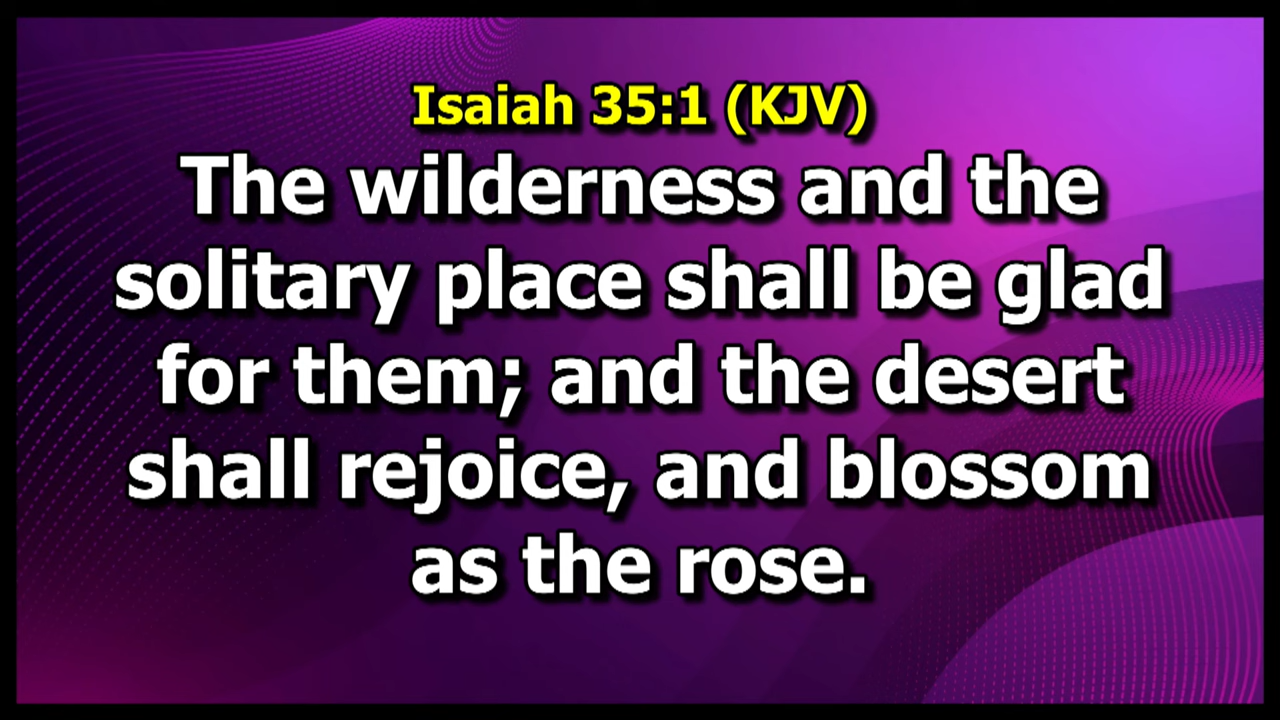 Isaiah 35:1 (KJV)
The wilderness and the
solitary place shall be glad
for them; and the desert
shall rejoice, and blossom
as the rose.